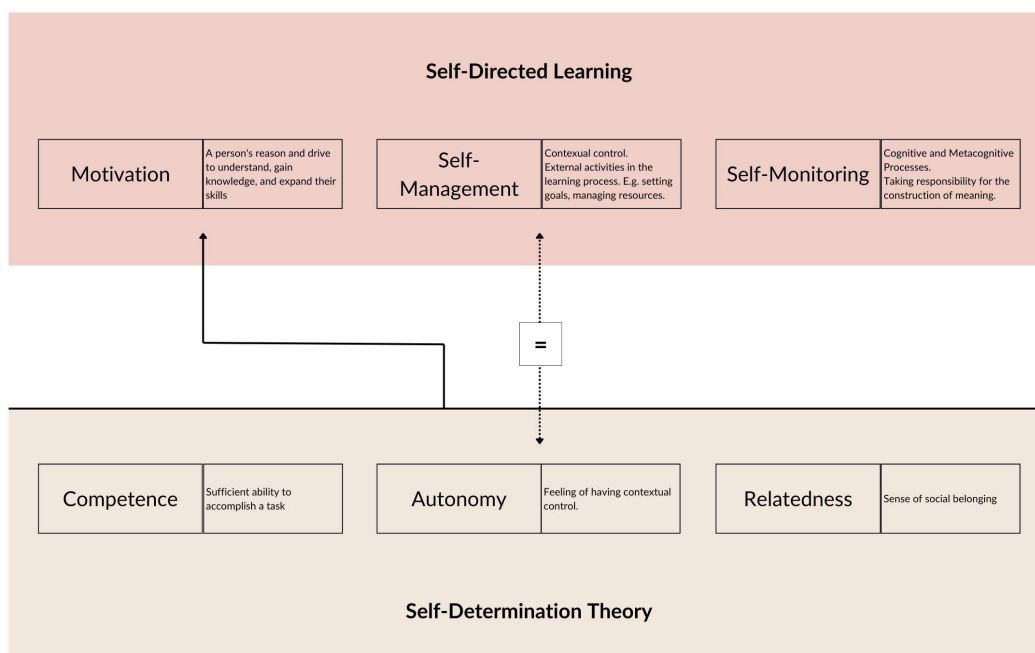 Self-Directed Learning
Motivation
A person's reason and drive
to understand, gain
knowledge, and expand their
skills
Self-
Management
Contexual control.
External activities in the
learning process. E.g. setting
goals, managing resources.
Self-Monitoring
Cognitive and Metacognitive
Processes.
Taking responsibility for the
construction of meaning.
=
Competence
Sufficient ability to
accomplish a task
Autonomy
Feeling of having contextual
control.
Relatedness
Sense of social belonging
Self-Determination Theory